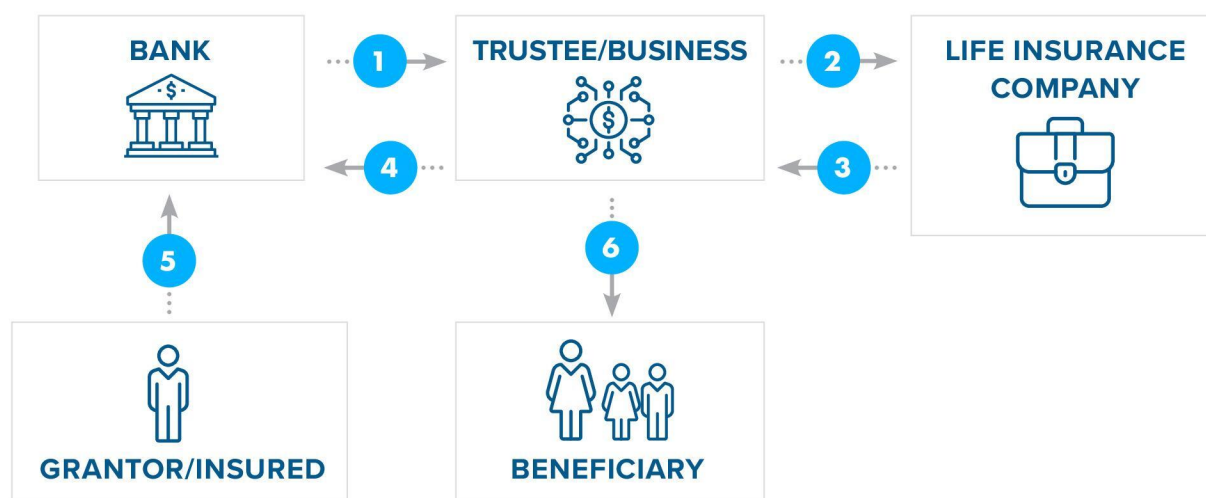 BANK
$
1
TRUSTEE/BUSINESS
$
2
LIFE INSURANCE
COMPANY
4
3
5
6
GRANTOR/INSURED
BENEFICIARY